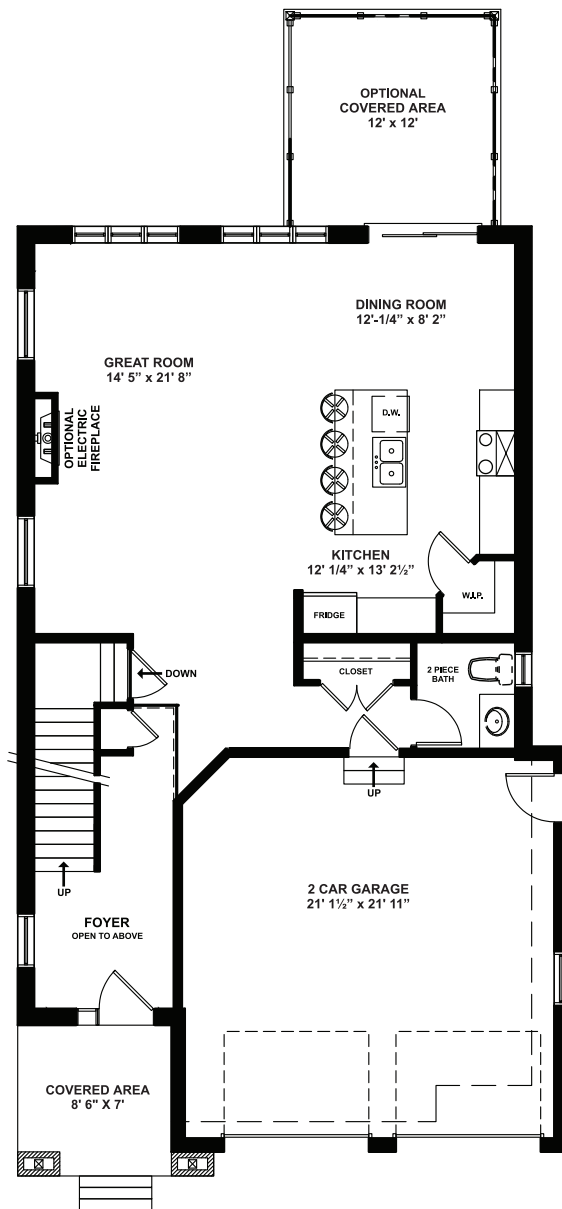 OPTIONAL
COVERED AREA
12' x 12'
DINING ROOM
12'-1/4” x 8' 2”
GREAT ROOM
14' 5” x 21' 8”
OPTIONAL
ELECTRIC
FIREPLACE
D.W.
KITCHEN
12' 1/4” x 13' 2½”
W.I.P.
FRIDGE
CLOSET
2 PIECE
BATH
DOWN
UP
UP
2 CAR GARAGE
21' 1½” x 21' 11”
FOYER
OPEN TO ABOVE
COVERED AREA
8' 6" X 7'